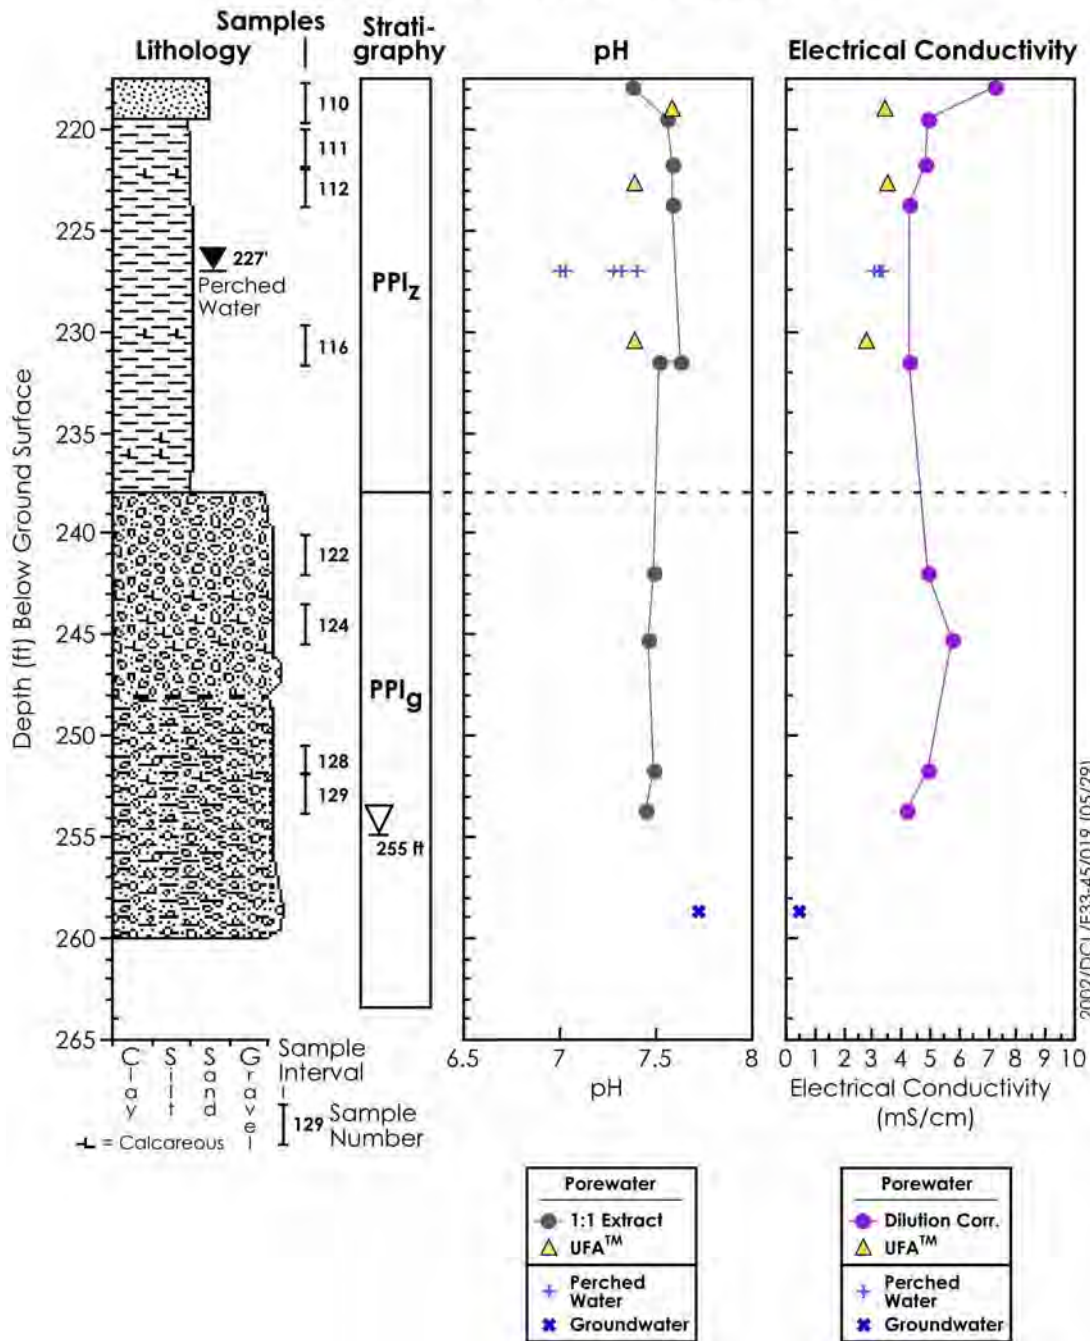 Samples
Lithology
Strati-
graphy
pH
Electrical Conductivity
Depth (ft) Below Ground Surface
220
225
230
235
240
245
250
255
260
265
110
111
112
116
122
124
128
129
227'
Perched
Water
PPlz
PPlg
255 ft
Clay
Silt
Sand
Gravel
Sample
Interval
129 Sample
Number
= Calcareous
6.5 7 7.5 8
pH
0 1 2 3 4 5 6 7 8 9 10
Electrical Conductivity
(mS/cm)
Porewater
1:1 Extract
UFA™
Perched
Water
Groundwater
Porewater
Dilution Corr.
UFA™
Perched
Water
Groundwater